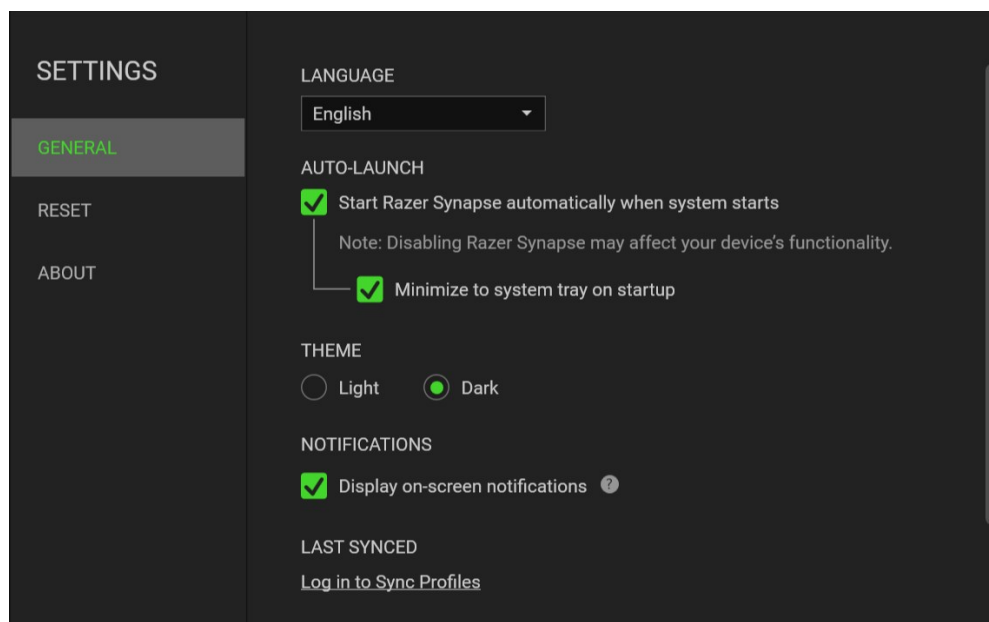 SETTINGS
GENERAL
RESET
ABOUT
LANGUAGE
English
AUTO-LAUNCH
Start Razer Synapse automatically when system starts
Note: Disabling Razer Synapse may affect your device’s functionality.
Minimize to system tray on startup
THEME
Light
Dark
NOTIFICATIONS
Display on-screen notifications ?
LAST SYNCED
Log in to Sync Profiles